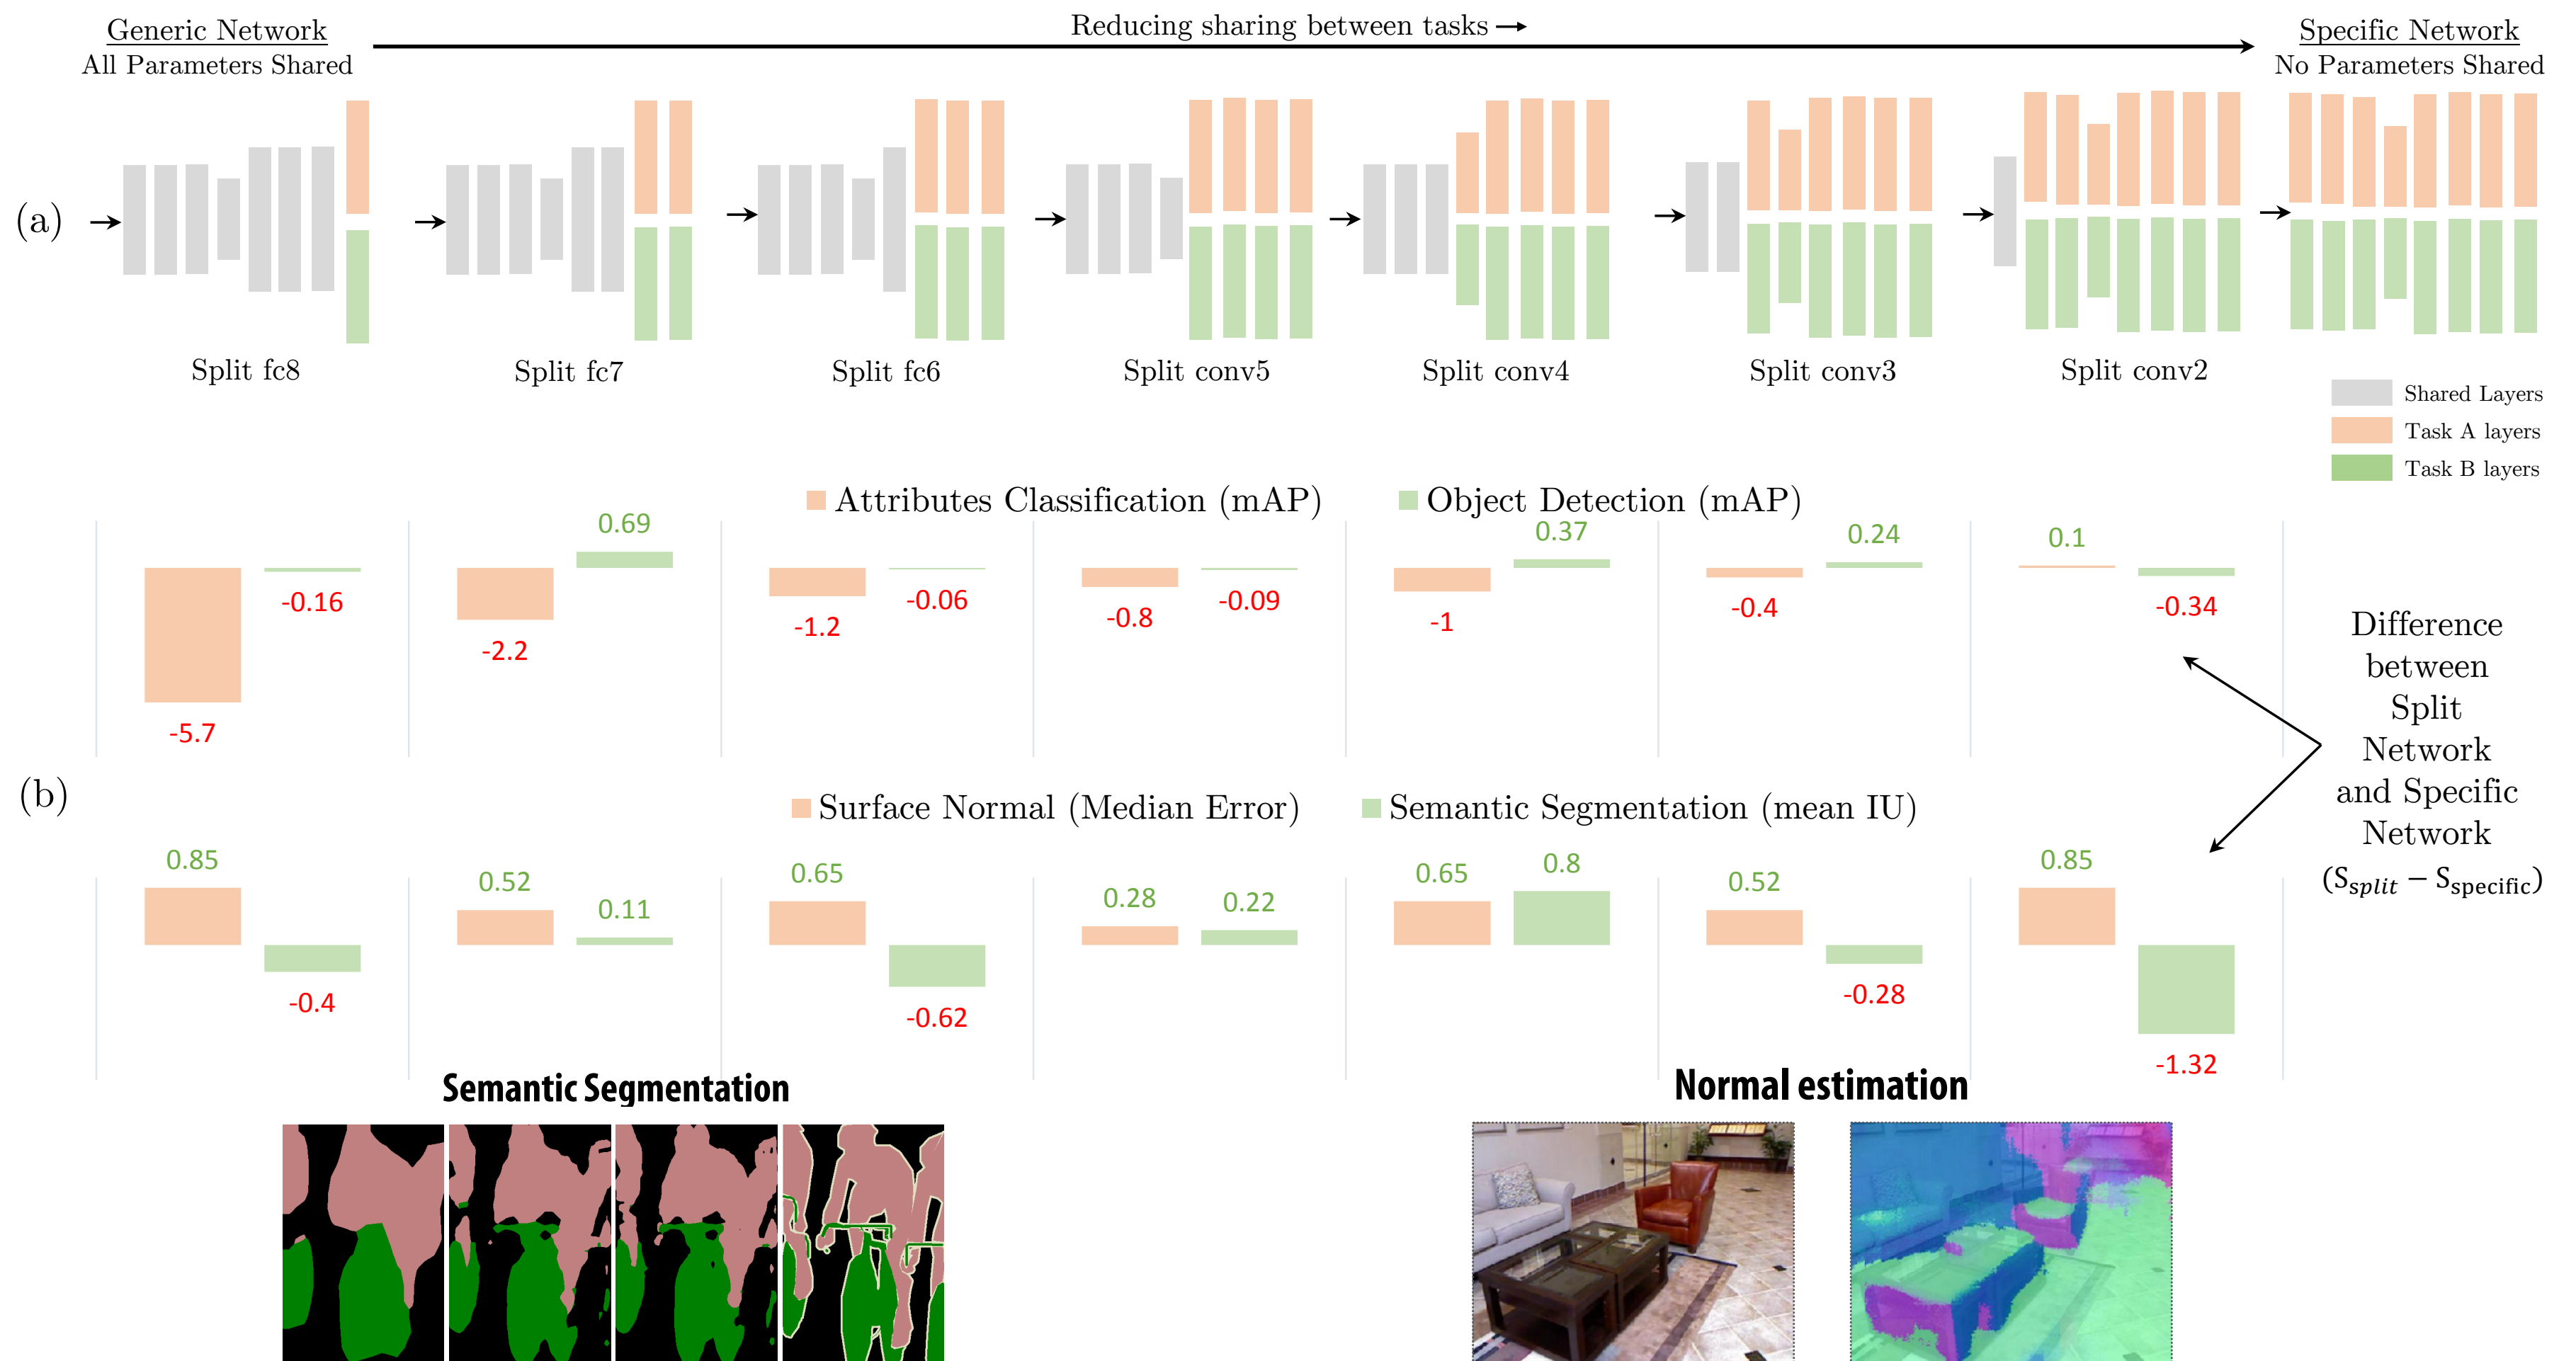 Generic Network
All Parameters Shared
Reducing sharing between tasks →
Specific Network
No Parameters Shared
(a)
Split fc8
Split fc7
Split fc6
Split conv5
Split conv4
Split conv3
Split conv2
Shared Layers
Task A layers
Task B layers
Attributes Classification (mAP)
Object Detection (mAP)
-5.7
-0.16
-2.2
0.69
-1.2
-0.06
-0.8
-0.09
-1
0.37
-0.4
0.24
0.1
-0.34
(b)
Surface Normal (Median Error)
Semantic Segmentation (mean IU)
0.85
-0.4
0.52
0.11
0.65
-0.62
0.28
0.22
0.65
0.8
0.52
-0.28
0.85
-1.32
Difference
between
Split
Network
and Specific
Network
(Ssplit − Sspecific)
Semantic Segmentation
Normal estimation